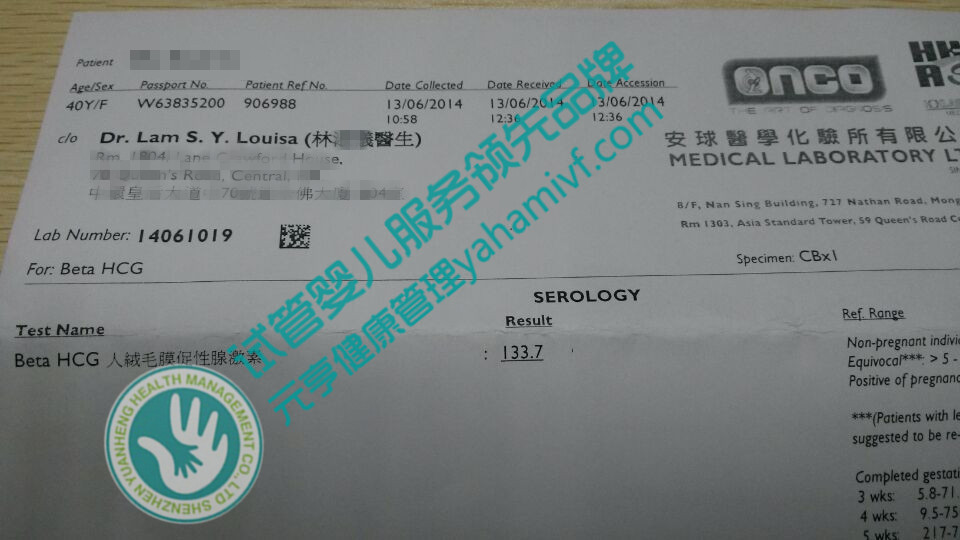 Patient
Age/Sex Passport No. Patient Ref No. Date Collected Date Received Date Accession
40Y/F W63835200 906988 13/06/2014 13/06/2014 13/06/2014
10:58 12:36 12:36
c/o Dr. Lam S. Y. Louisa (林 醫生)
Central,
Lab Number: 14061019
For: Beta HCG
ONCO
THE ART OF DIAGNOSIS
安球醫學化驗所有限公
MEDICAL LABORATORY LT
8/F, Nan Sing Building, 727 Nathan Road, Mong
Rm 1303, Asia Standard Tower, 59 Queen's Road Ce
Specimen: CBx1
SEROLOGY
Test Name Result Ref. Range
Beta HCG 人絨毛膜促性腺激素 : 133.7
Non-pregnant individ
Equivocal***: > 5 -
Positive of pregnanc
***(Patients with le
suggested to be re-
Completed gestati
3 wks: 5.8-71.
4 wks: 9.5-75
5 wks: 217-7
试管婴儿服务领先品牌
元亨健康管理yahamivf.com
SHENZHEN YUANHENG HEALTH MANAGEMENT CO., LTD